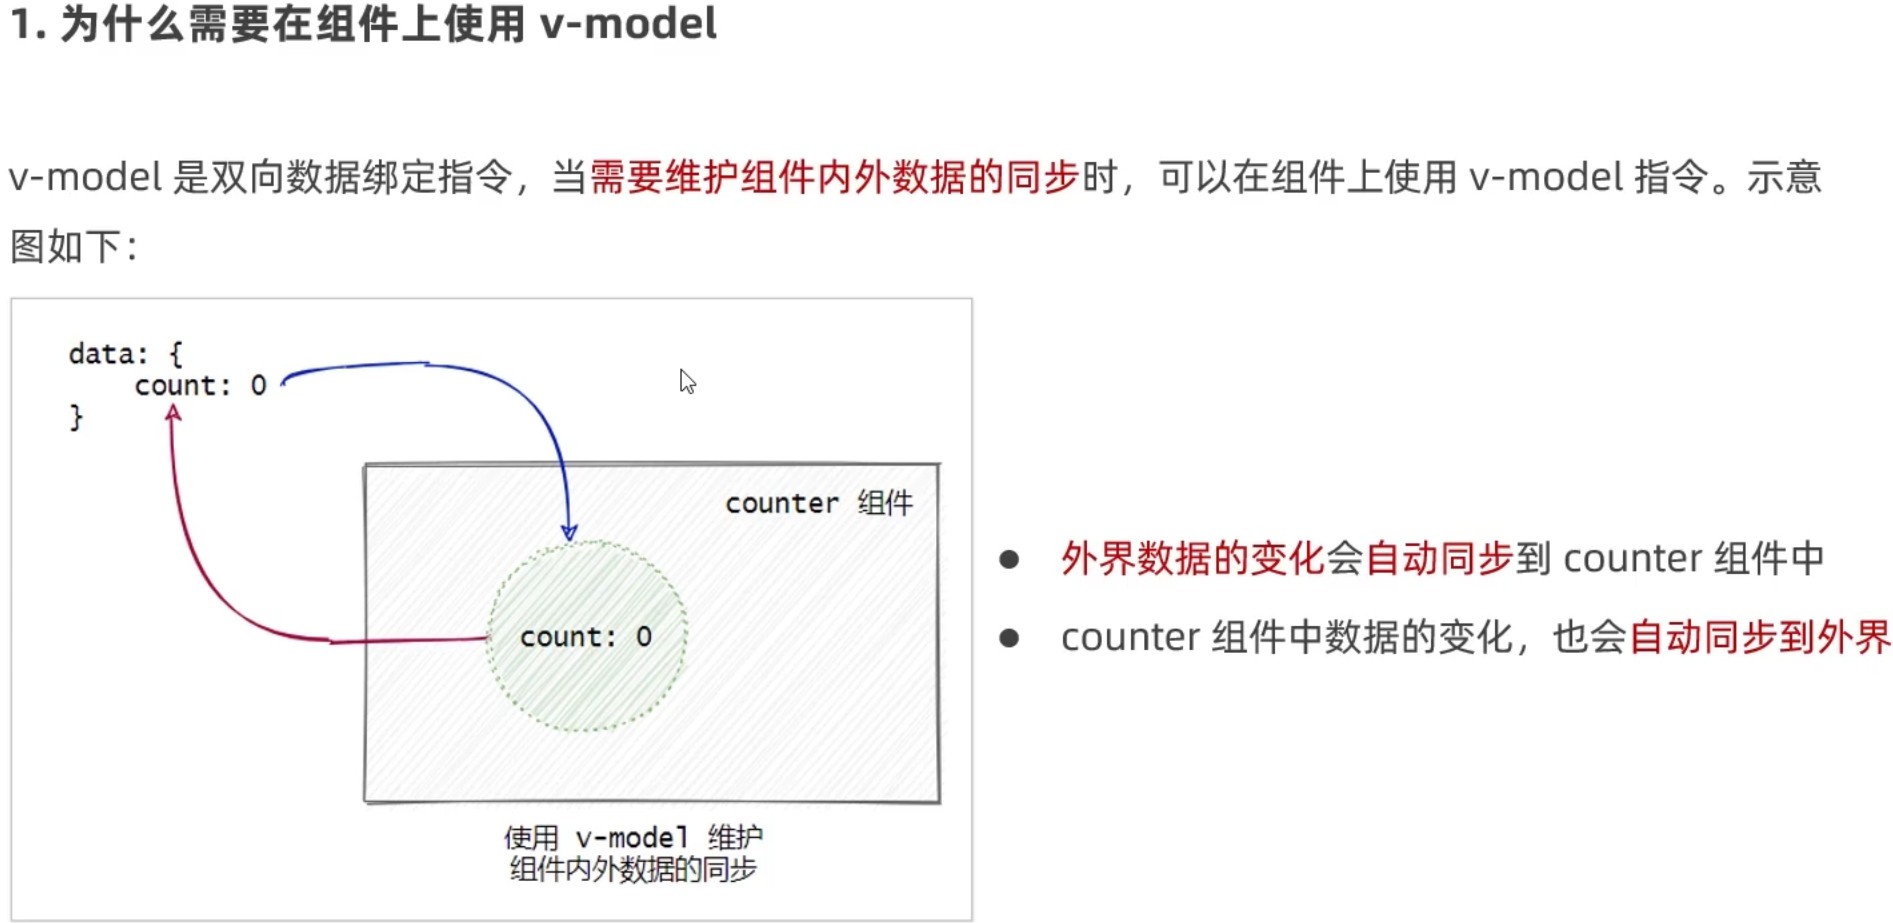 1. 为什么需要在组件上使用 v-model
v-model 是双向数据绑定指令，当需要维护组件内外数据的同步时，可以在组件上使用 v-model 指令。示意
图如下：
data: {
count: 0
}
counter 组件
count: 0
使用 v-model 维护
组件内外数据的同步
● 外界数据的变化会自动同步到 counter 组件中
● counter 组件中数据的变化，也会自动同步到外界